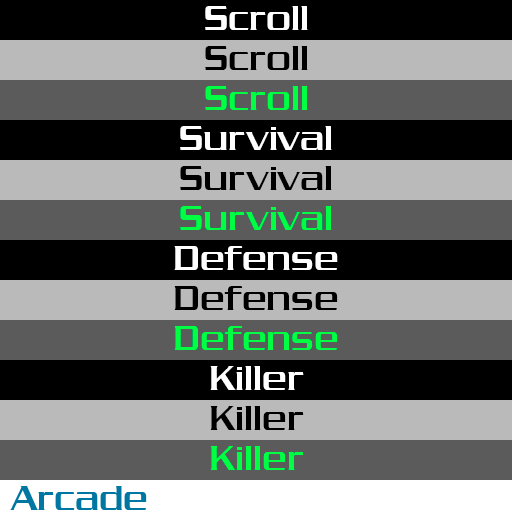 Scroll
Scroll
Scroll
Survival
Survival
Survival
Defense
Defense
Defense
Killer
Killer
Killer
Arcade